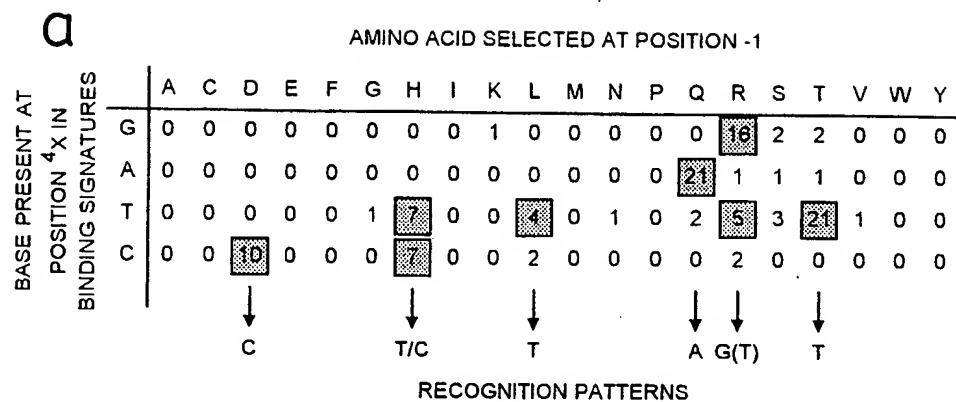 a
AMINO ACID SELECTED AT POSITION -1
BASE PRESENT AT
POSITION 4X IN
BINDING SIGNATURES
A C D E F G H I K L M N P Q R S T V W Y
G 0 0 0 0 0 0 0 0 1 0 0 0 0 0 16 2 2 0 0 0
A 0 0 0 0 0 0 0 0 0 0 0 0 0 21 1 1 1 0 0 0
T 0 0 0 0 0 1 7 0 0 4 0 1 0 2 5 3 21 1 0 0
C 0 0 10 0 0 0 7 0 0 2 0 0 0 0 2 0 0 0 0 0
C T/C T A G(T) T
RECOGNITION PATTERNS